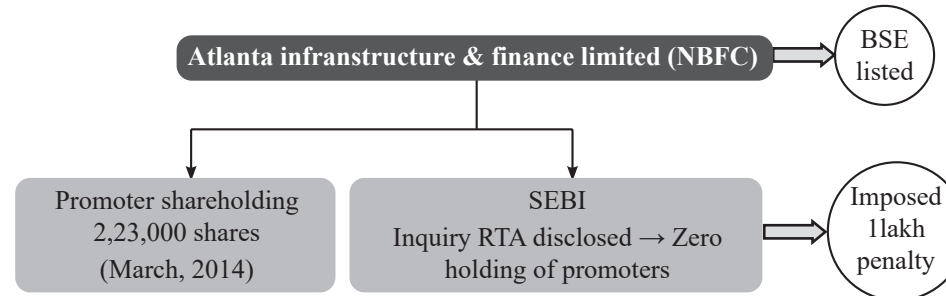 Atlanta infranstructure & finance limited (NBFC)
BSE
listed
Promoter shareholding
2,23,000 shares
(March, 2014)
SEBI
Inquiry RTA disclosed → Zero
holding of promoters
Imposed
1lakh
penalty